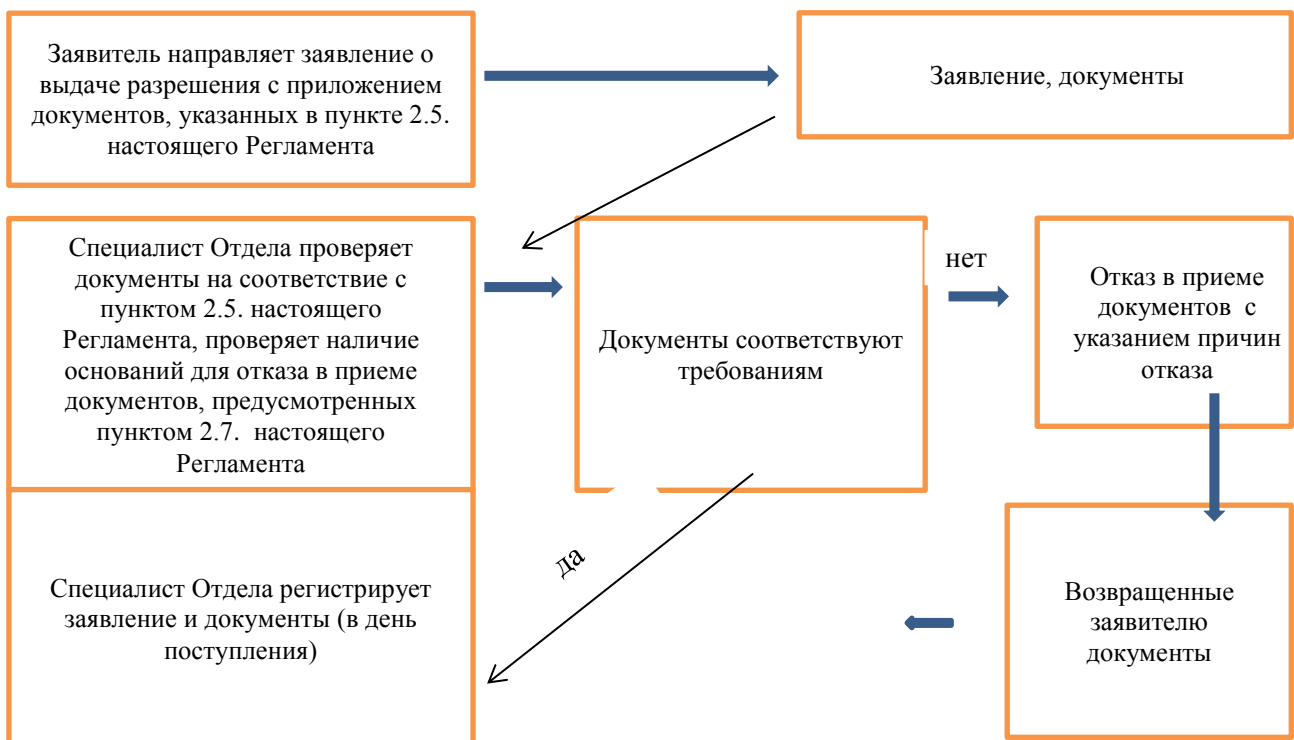 Заявитель направляет заявление о
выдаче разрешения с приложением
документов, указанных в пункте 2.5.
настоящего Регламента
Заявление, документы
Специалист Отдела проверяет
документы на соответствие с
пунктом 2.5. настоящего
Регламента, проверяет наличие
оснований для отказа в приеме
документов, предусмотренных
пунктом 2.7. настоящего
Регламента
Документы соответствуют
требованиям
нет
Отказ в приеме
документов с
указанием причин
отказа
да
Специалист Отдела регистрирует
заявление и документы (в день
поступления)
Возвращенные
заявителю
документы